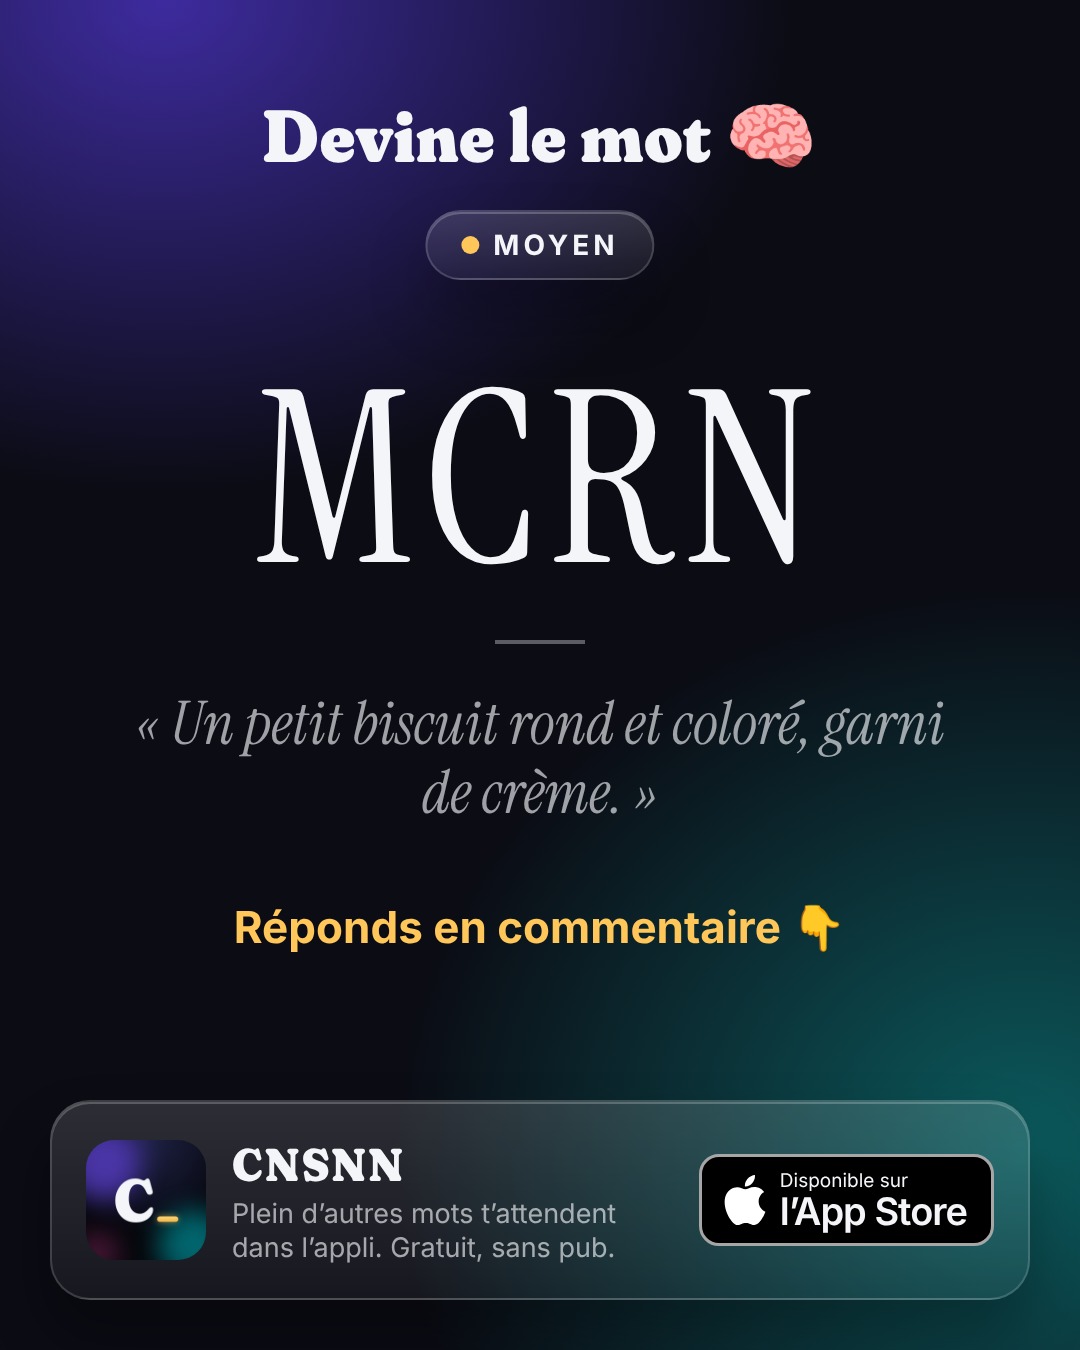 Devine le mot 🧠
MOYEN
MCRN
« Un petit biscuit rond et coloré, garni
de crème. »
Réponds en commentaire 👇
C_
CNSNN
Plein d’autres mots t’attendent
dans l’appli. Gratuit, sans pub.
Disponible sur
l’App Store